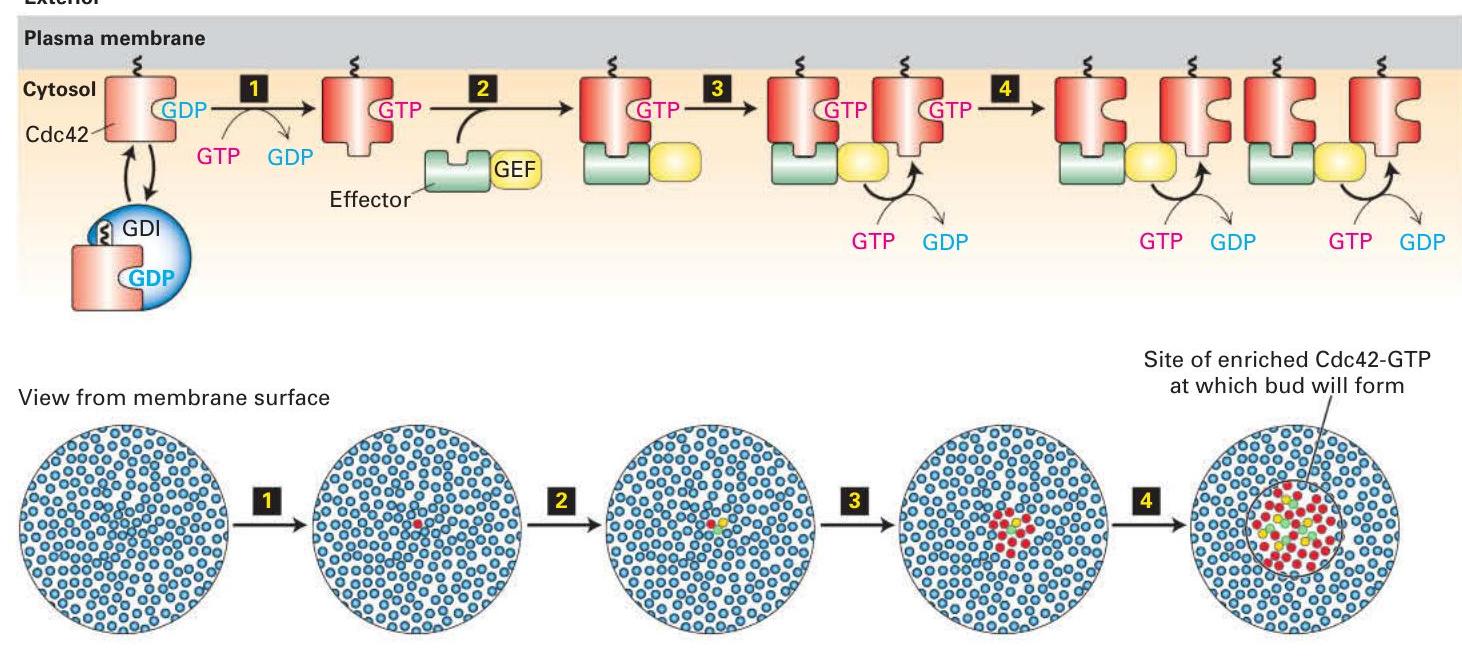 Exterior
Plasma membrane
Cytosol
1
2
3
4
GDP
GTP
GTP
GTP
GTP
Cdc42
GTP
GDP
GEF
Effector
GDI
GDP
GTP
GDP
GTP
GDP
GTP
GDP
Site of enriched Cdc42-GTP
at which bud will form
View from membrane surface
1
2
3
4